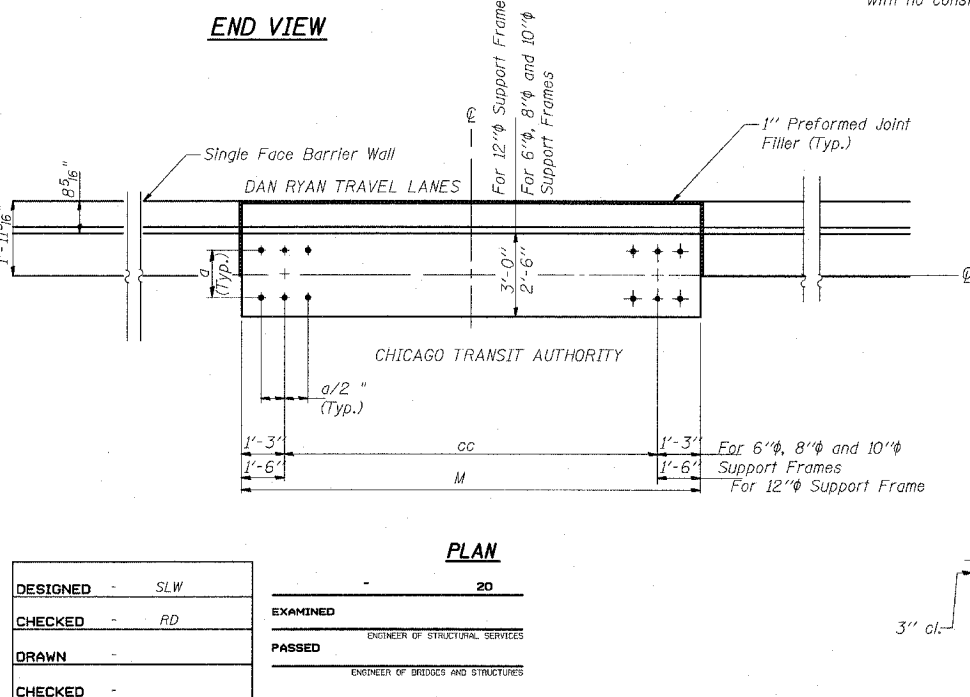 with no cons
END VIEW
For 12"φ Support Frame
For 6"φ, 8"φ and 10"φ
Support Frames
℄
1" Preformed Joint
Filler (Typ.)
Single Face Barrier Wall
DAN RYAN TRAVEL LANES
8 5/16"
1'-11 1/16"
a
(Typ.)
3'-0"
2'-6"
℄
CHICAGO TRANSIT AUTHORITY
a/2 "
(Typ.)
1'-3" cc 1'-3" For 6"φ, 8"φ and 10"φ
1'-6" 1'-6" Support Frames
M For 12"φ Support Frame
PLAN
DESIGNED - SLW
CHECKED - RD
DRAWN -
CHECKED -
- 20
EXAMINED
ENGINEER OF STRUCTURAL SERVICES
PASSED
ENGINEER OF BRIDGES AND STRUCTURES
3" cl.